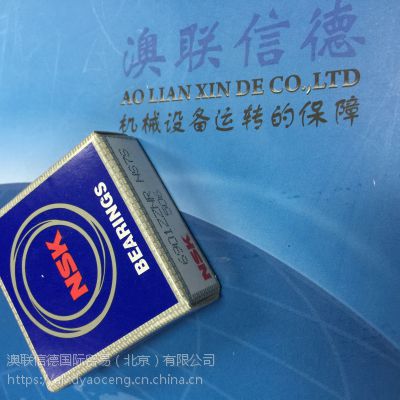 澳联信德
AO LIAN XIN DE CO.,LTD
机械设备运转的保障
NSK
BEARINGS
NSK
澳联信德国际贸易（北京）有限公司